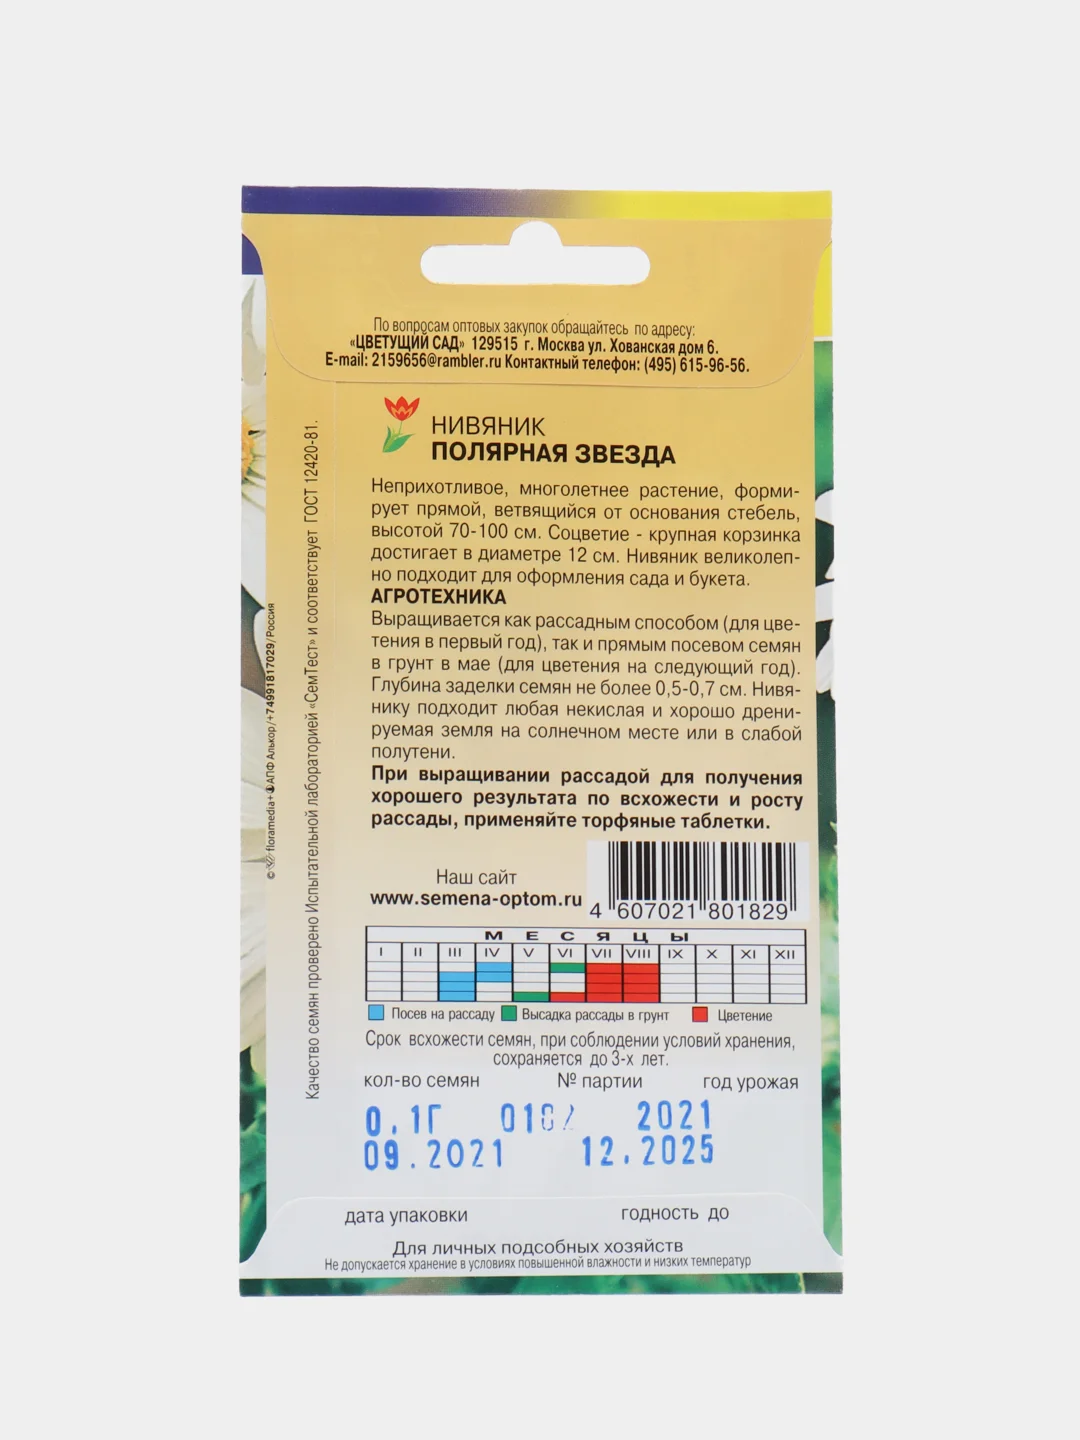 По вопросам оптовых закупок обращайтесь по адресу:
«ЦВЕТУЩИЙ САД» 129515 г. Москва ул. Хованская дом 6.
E-mail: 2159656@rambler.ru Контактный телефон: (495) 615-96-56.
НИВЯНИК
ПОЛЯРНАЯ ЗВЕЗДА
Неприхотливое, многолетнее растение, форми-
рует прямой, ветвящийся от основания стебель,
высотой 70-100 см. Соцветие - крупная корзинка
достигает в диаметре 12 см. Нивяник великолеп-
но подходит для оформления сада и букета.
АГРОТЕХНИКА
Выращивается как рассадным способом (для цве-
тения в первый год), так и прямым посевом семян
в грунт в мае (для цветения на следующий год).
Глубина заделки семян не более 0,5-0,7 см. Нивя-
нику подходит любая некислая и хорошо дрени-
руемая земля на солнечном месте или в слабой
полутени.
При выращивании рассадой для получения
хорошего результата по всхожести и росту
рассады, применяйте торфяные таблетки.
Наш сайт
www.semena-optom.ru
4 607021 801829
МЕСЯЦЫ
I II III IV V VI VII VIII IX X XI XII
Посев на рассаду Высадка рассады в грунт Цветение
Срок всхожести семян, при соблюдении условий хранения,
сохраняется до 3-х лет.
кол-во семян № партии год урожая
0.1Г 2021
09.2021 12.2025
дата упаковки годность до
Для личных подсобных хозяйств
Не допускается хранение в условиях повышенной влажности и низких температур
Качество семян проверено Испытательной лабораторией «СемТест» и соответствует ГОСТ 12420-81.
© floramedia+ АПФ Алькор/+74991817029/Россия